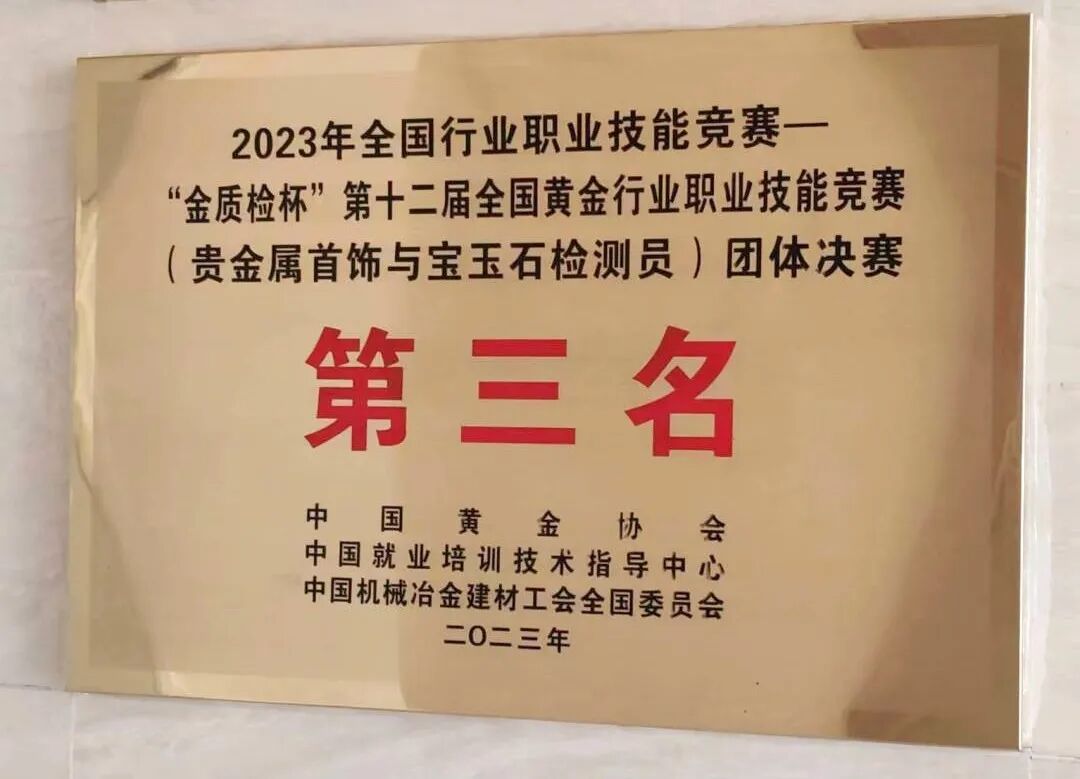 2023年全国行业职业技能竞赛—
“金质检杯”第十二届全国黄金行业职业技能竞赛
（贵金属首饰与宝玉石检测员）团体决赛
第三名
中国黄金协会
中国就业培训技术指导中心
中国机械冶金建材工会全国委员会
二〇二三年